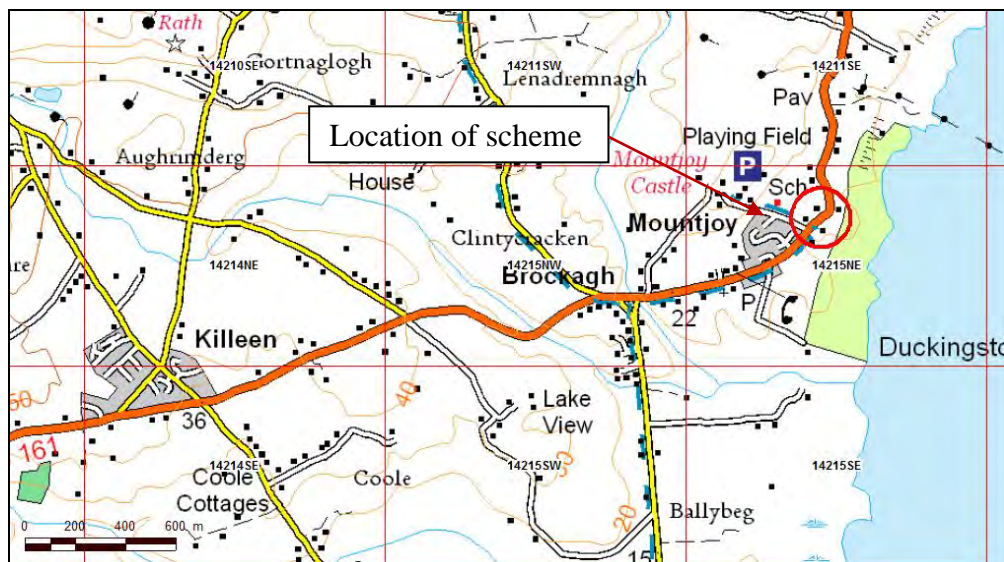 Rath
14210SE
Gortnaglogh
14211SW
Lenadremnagh
14211SE
Pav
Location of scheme
Playing Field
P
Aughrimderg
House
Mountjoy
Castle
Sch
Mountjoy
Clintycracken
14214NE
14215NW
14215NE
Brockagh
P
22
Killeen
Duckingsto
40
50
36
161
Lake
View
14214SE
14215SW
14215SE
30
Coole
Cottages
Coole
20
Ballybeg
0 200 400 600 m
15